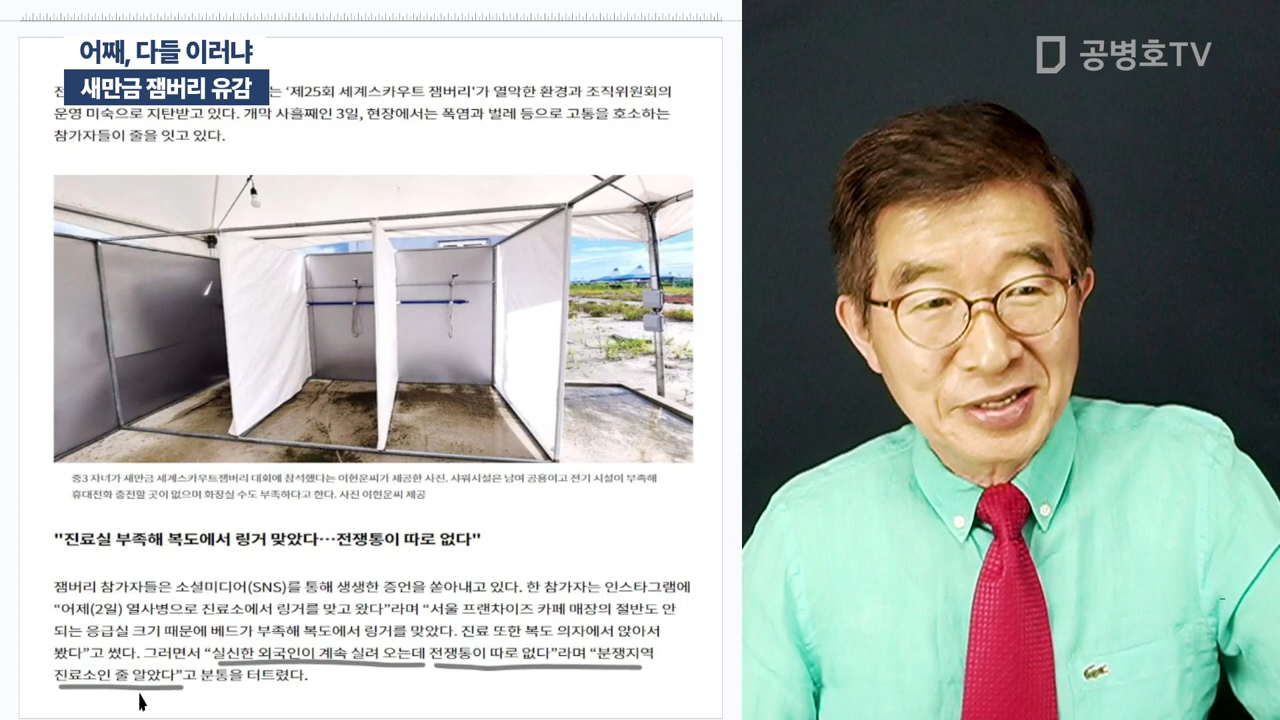 어째, 다들 이러냐
새만금 잼버리 유감
는 ‘제25회 세계스카우트 잼버리’가 열악한 환경과 조직위원회의
운영 미숙으로 지탄받고 있다. 개막 사흘째인 3일, 현장에서는 폭염과 벌레 등으로 고통을 호소하는
참가자들이 줄을 잇고 있다.
중3 자녀가 새만금 세계스카우트잼버리 대회에 참석했다는 이현운씨가 제공한 사진. 샤워시설은 남여 공용이고 전기 시설이 부족해
휴대전화 충전할 곳이 없으며 화장실 수도 부족하다고 한다. 사진 이현운씨 제공
"진료실 부족해 복도에서 링거 맞았다…전쟁통이 따로 없다"
잼버리 참가자들은 소셜미디어(SNS)를 통해 생생한 증언을 쏟아내고 있다. 한 참가자는 인스타그램에
“어제(2일) 열사병으로 진료소에서 링거를 맞고 왔다”라며 “서울 프랜차이즈 카페 매장의 절반도 안
되는 응급실 크기 때문에 베드가 부족해 복도에서 링거를 맞았다. 진료 또한 복도 의자에서 앉아서
봤다”고 썼다. 그러면서 “실신한 외국인이 계속 실려 오는데 전쟁통이 따로 없다”라며 “분쟁지역
진료소인 줄 알았다”고 분통을 터트렸다.
공병호TV